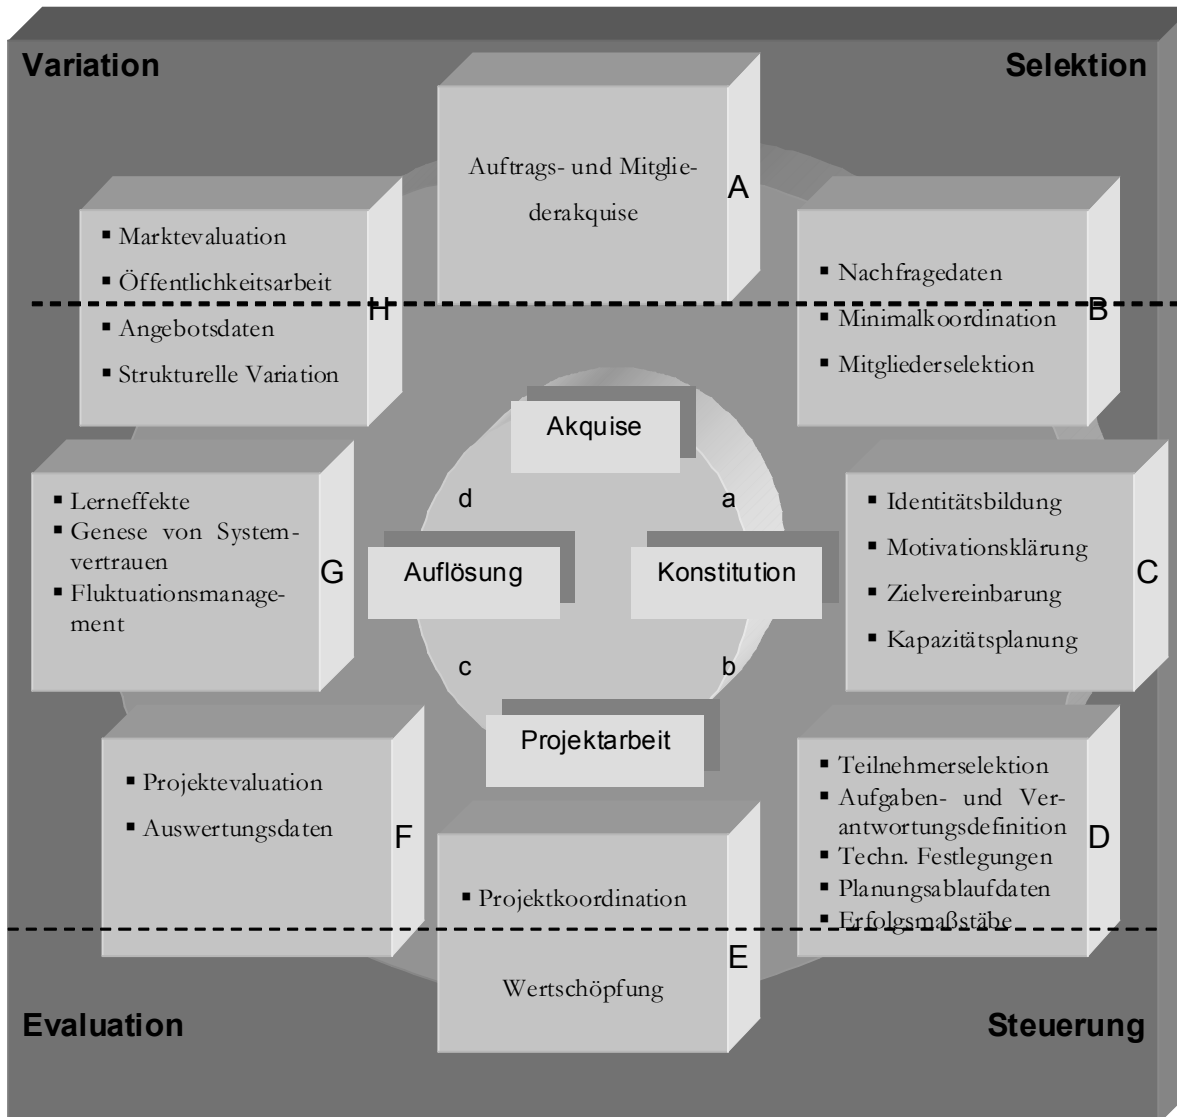 Variation
Selektion
Auftrags- und Mitglie-
derakquise
A
▪ Marktevaluation
▪ Öffentlichkeitsarbeit
▪ Angebotsdaten
▪ Strukturelle Variation
H
▪ Nachfragedaten
▪ Minimalkoordination
▪ Mitgliederselektion
B
Akquise
d
a
▪ Lerneffekte
▪ Genese von System-
vertrauen
▪ Fluktuationsmanage-
ment
G
Auflösung
Konstitution
▪ Identitätsbildung
▪ Motivationsklärung
▪ Zielvereinbarung
▪ Kapazitätsplanung
C
c
b
Projektarbeit
▪ Projektevaluation
▪ Auswertungsdaten
F
▪ Projektkoordination
Wertschöpfung
E
▪ Teilnehmerselektion
▪ Aufgaben- und Ver-
antwortungsdefinition
▪ Techn. Festlegungen
▪ Planungsablaufdaten
▪ Erfolgsmaßstäbe
D
Evaluation
Steuerung